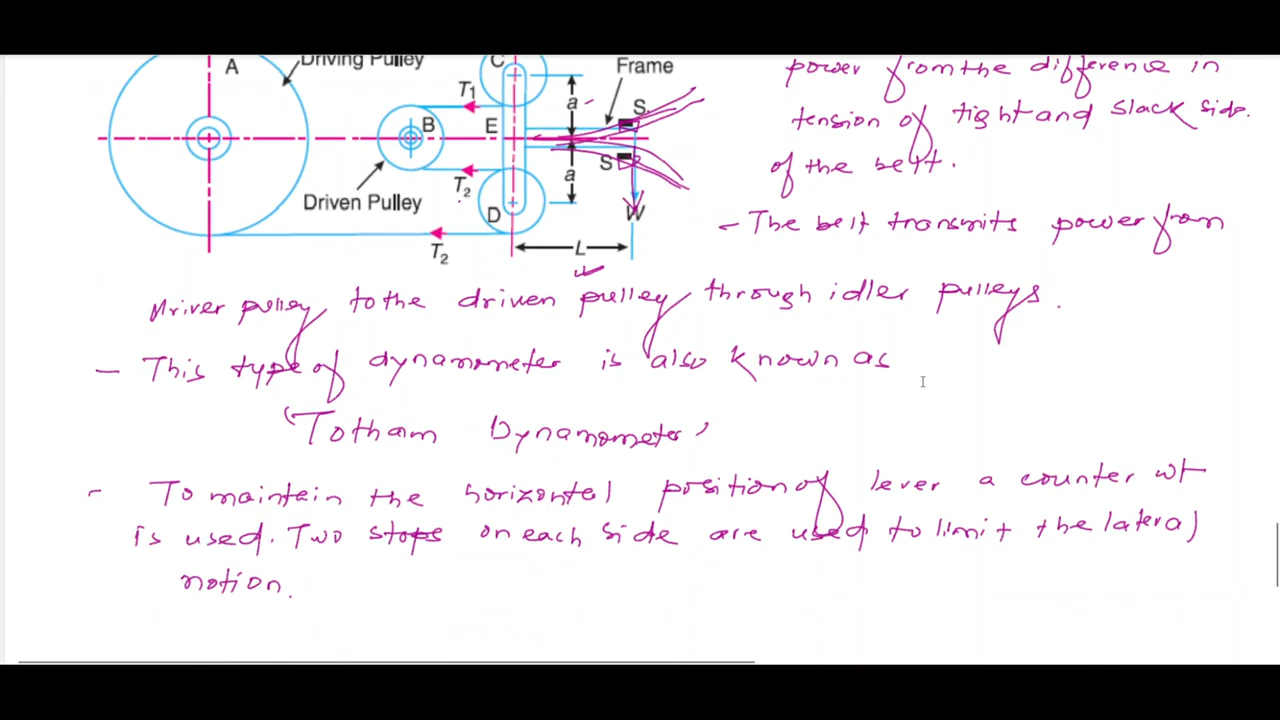 Driving Pulley
A
C
Frame
T1
a
S
B
E
S
a
T2
Driven Pulley
D
W
L
T2
power from the difference in
tension of tight and slack side
of the belt.
- The belt transmits power from
driver pulley to the driven pulley through idler pulleys.
- This type of dynamometer is also known as
'Totham Dynamometer'
- To maintain the horizontal position of lever a counter wt
is used. Two stops on each side are used to limit the lateral
motion.